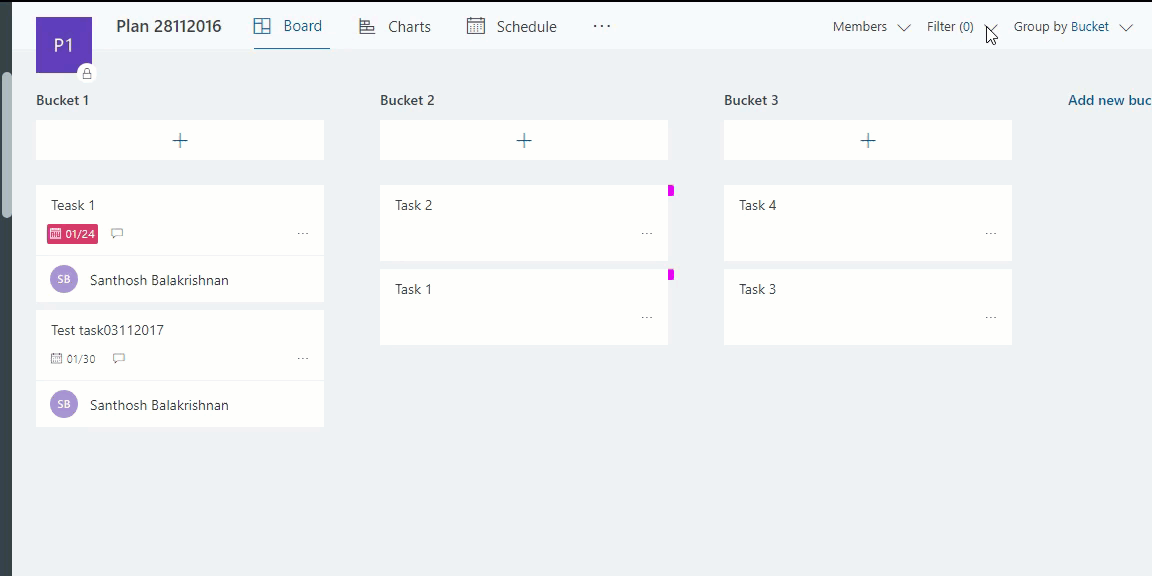 P1
Plan 28112016
Board
Charts
Schedule
...
Members
Filter (0)
Group by Bucket
Bucket 1
Bucket 2
Bucket 3
Add new buc
+
+
+
Teask 1
01/24
...
SB
Santhosh Balakrishnan
Test task03112017
01/30
...
SB
Santhosh Balakrishnan
Task 2
...
Task 1
...
Task 4
...
Task 3
...